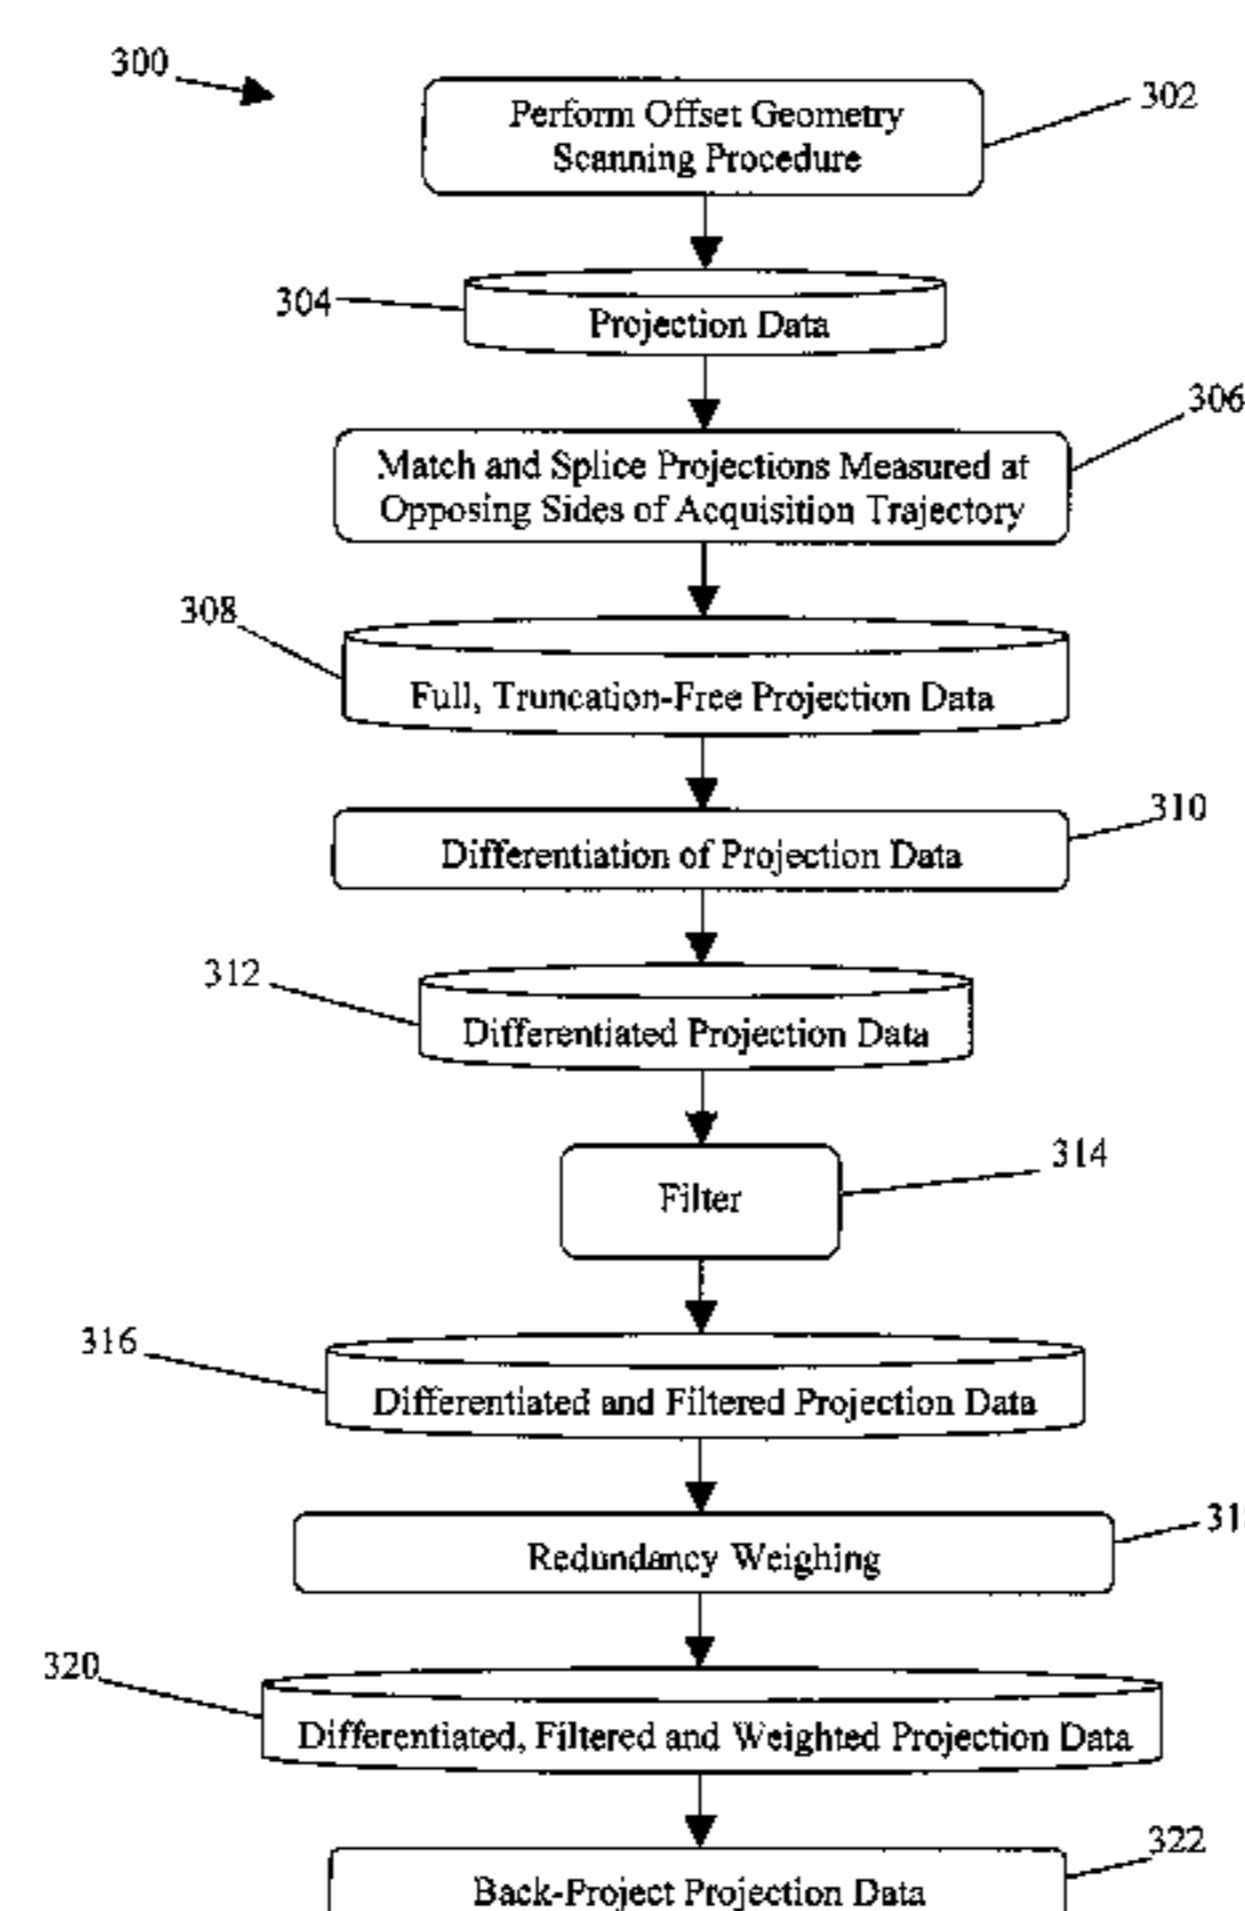 300
Perform Offset Geometry
Scanning Procedure
302
304
Projection Data
306
Match and Splice Projections Measured at
Opposing Sides of Acquisition Trajectory
308
Full, Truncation-Free Projection Data
310
Differentiation of Projection Data
312
Differentiated Projection Data
314
Filter
316
Differentiated and Filtered Projection Data
Redundancy Weighing
320
Differentiated, Filtered and Weighted Projection Data
322
Back-Project Projection Data